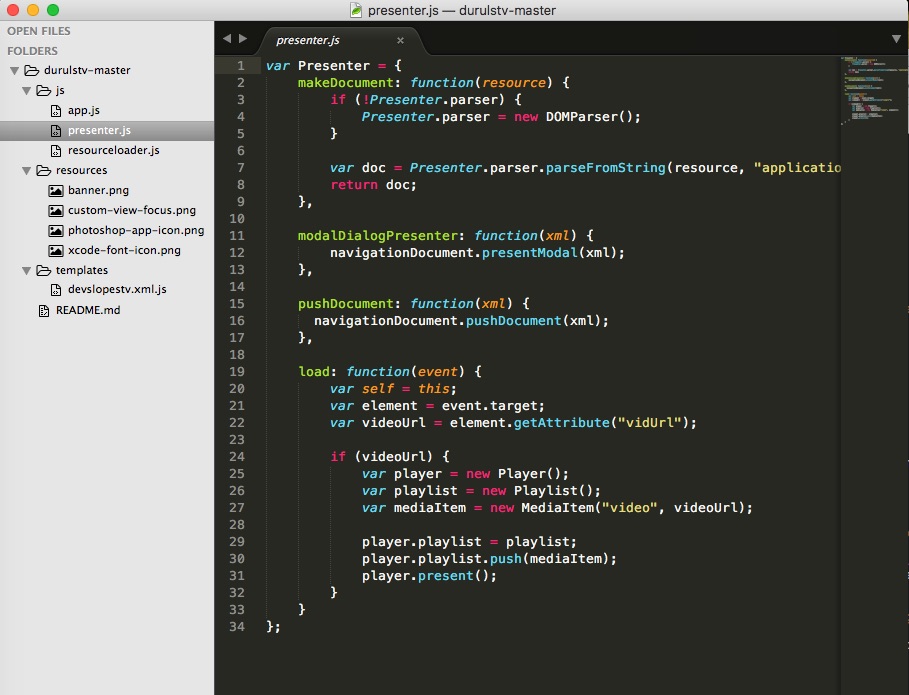 presenter.js — durulstv-master
OPEN FILES
FOLDERS
durulstv-master
js
app.js
presenter.js
resourceloader.js
resources
banner.png
custom-view-focus.png
photoshop-app-icon.png
xcode-font-icon.png
templates
devslopestv.xml.js
README.md
presenter.js ×
1 var Presenter = {
2 makeDocument: function(resource) {
3 if (!Presenter.parser) {
4 Presenter.parser = new DOMParser();
5 }
6
7 var doc = Presenter.parser.parseFromString(resource, "applicatio
8 return doc;
9 },
10
11 modalDialogPresenter: function(xml) {
12 navigationDocument.presentModal(xml);
13 },
14
15 pushDocument: function(xml) {
16 navigationDocument.pushDocument(xml);
17 },
18
19 load: function(event) {
20 var self = this;
21 var element = event.target;
22 var videoUrl = element.getAttribute("vidUrl");
23
24 if (videoUrl) {
25 var player = new Player();
26 var playlist = new Playlist();
27 var mediaItem = new MediaItem("video", videoUrl);
28
29 player.playlist = playlist;
30 player.playlist.push(mediaItem);
31 player.present();
32 }
33 }
34 };